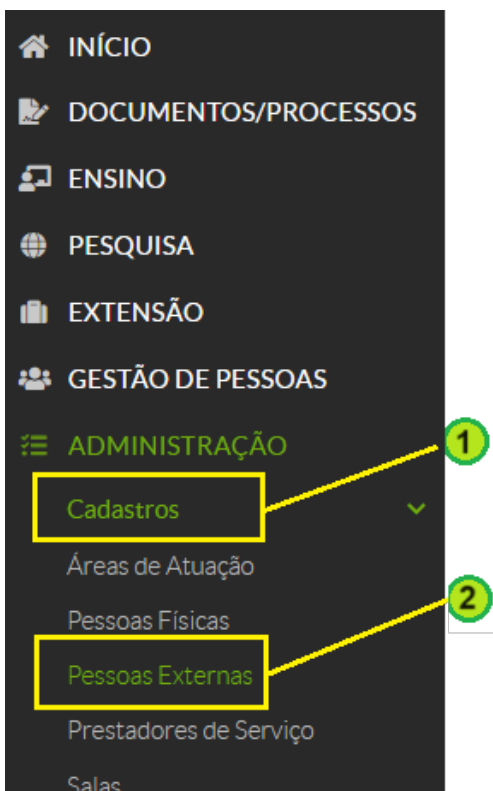 INÍCIO
DOCUMENTOS/PROCESSOS
ENSINO
PESQUISA
EXTENSÃO
GESTÃO DE PESSOAS
ADMINISTRAÇÃO
1
Cadastros
Áreas de Atuação
2
Pessoas Físicas
Pessoas Externas
Prestadores de Serviço
Salas